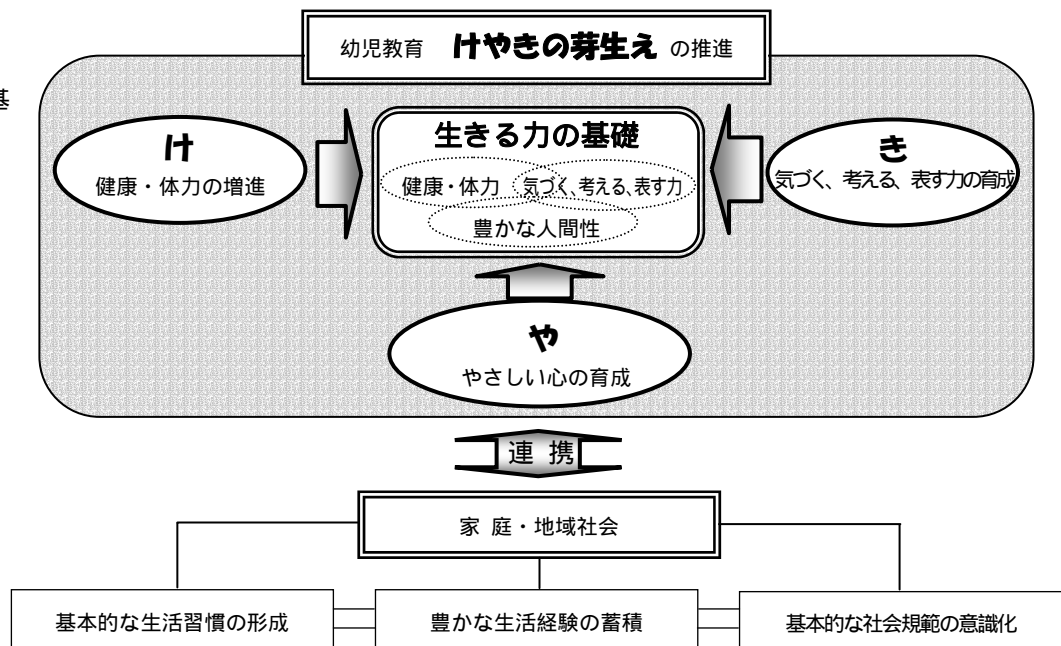 幼児教育 けやきの芽生え の推進
基
け
健康・体力の増進
生きる力の基礎
健康・体力
気づく、考える、表す力
豊かな人間性
き
気づく、考える、表す力の育成
や
やさしい心の育成
連 携
家 庭・地域社会
基本的な生活習慣の形成
豊かな生活経験の蓄積
基本的な社会規範の意識化